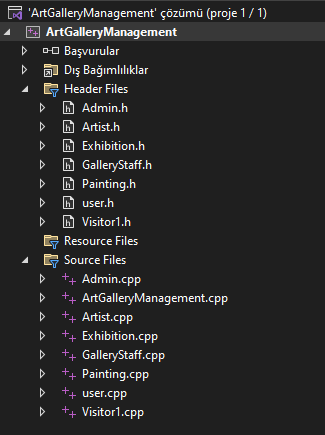 'ArtGalleryManagement' çözümü (proje 1 / 1)
ArtGalleryManagement
Başvurular
Dış Bağımlılıklar
Header Files
Admin.h
Artist.h
Exhibition.h
GalleryStaff.h
Painting.h
user.h
Visitor1.h
Resource Files
Source Files
Admin.cpp
ArtGalleryManagement.cpp
Artist.cpp
Exhibition.cpp
GalleryStaff.cpp
Painting.cpp
user.cpp
Visitor1.cpp